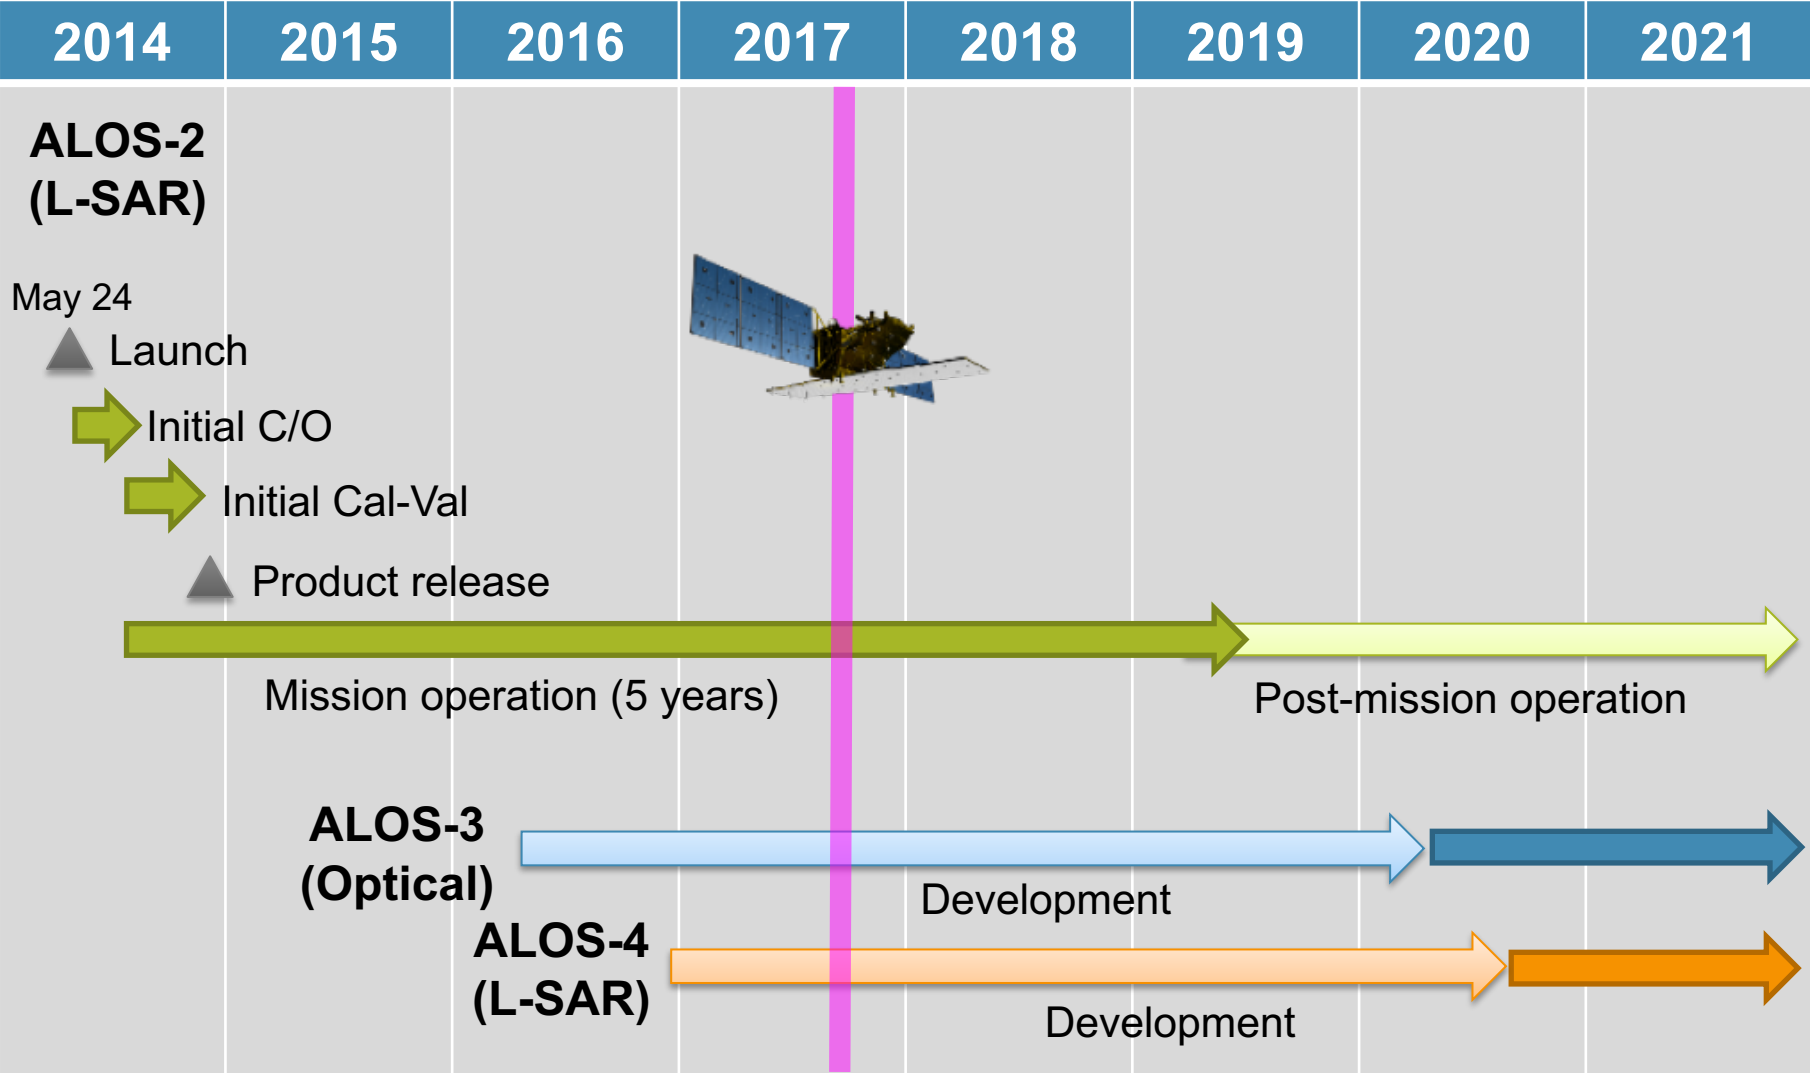 2014 2015 2016 2017 2018 2019 2020 2021
ALOS-2
(L-SAR)
May 24
Launch
Initial C/O
Initial Cal-Val
Product release
Mission operation (5 years)
Post-mission operation
ALOS-3
(Optical)
Development
ALOS-4
(L-SAR)
Development